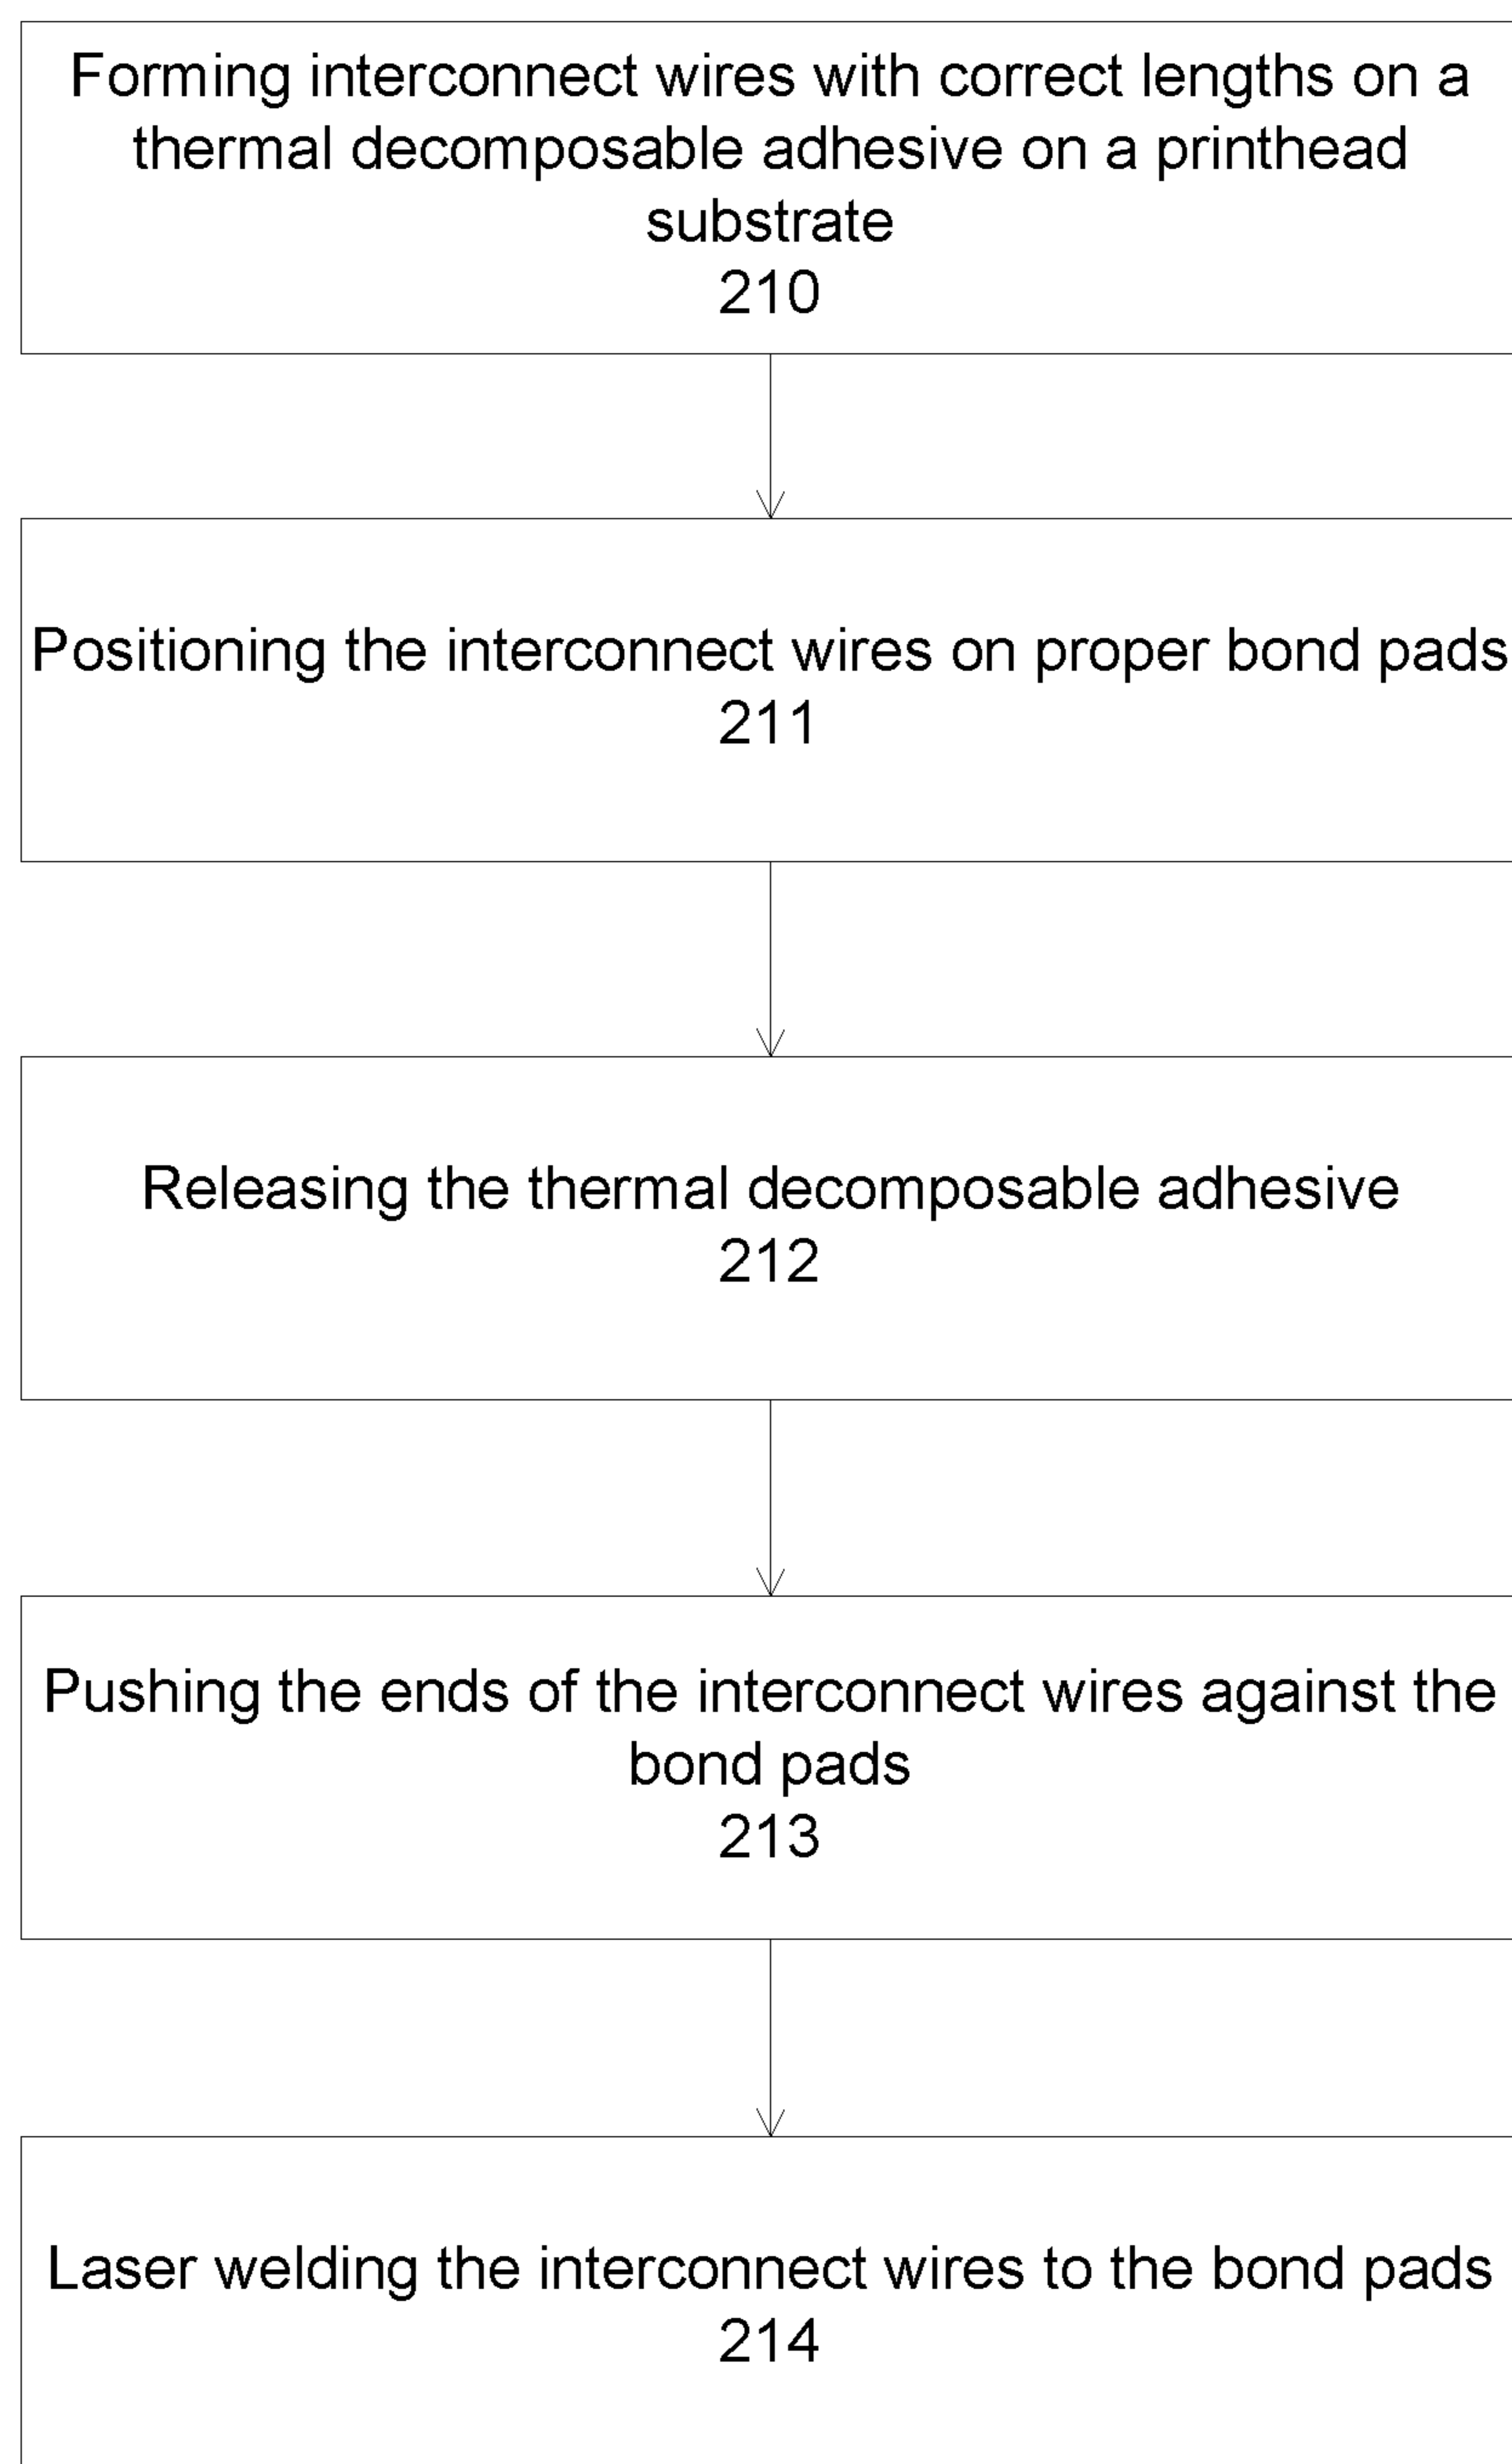 Forming interconnect wires with correct lengths on a
thermal decomposable adhesive on a printhead
substrate
210
Positioning the interconnect wires on proper bond pads
211
Releasing the thermal decomposable adhesive
212
Pushing the ends of the interconnect wires against the
bond pads
213
Laser welding the interconnect wires to the bond pads
214